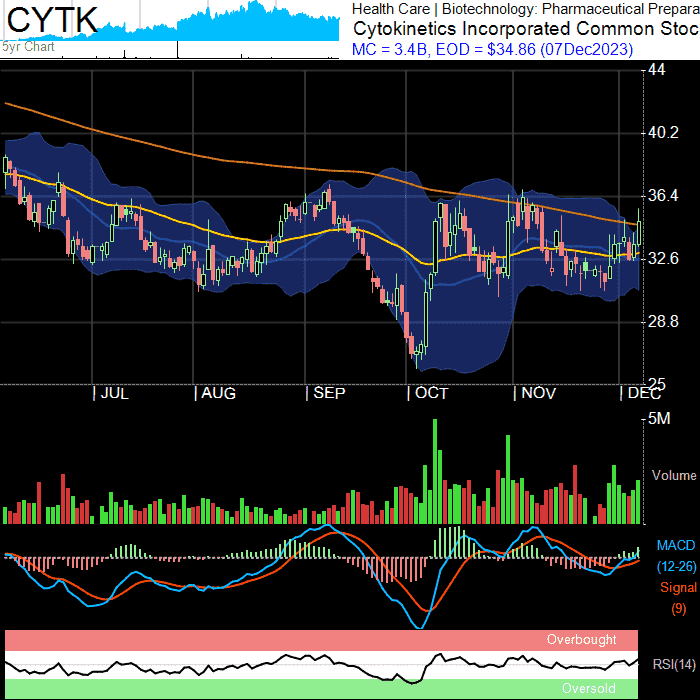 CYTK
5yr Chart
Health Care | Biotechnology: Pharmaceutical Prepara
Cytokinetics Incorporated Common Stoc
MC = 3.4B, EOD = $34.86 (07Dec2023)
44
40.2
36.4
32.6
28.8
25
| JUL | AUG | SEP | OCT | NOV | DEC
5M
Volume
MACD
(12-26)
Signal
(9)
Overbought
RSI(14)
Oversold